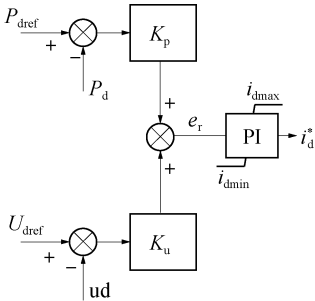 P_dref
+
−
P_d
K_p
+
e_r
i_dmax
PI
i_d^*
i_dmin
+
U_dref
+
−
ud
K_u